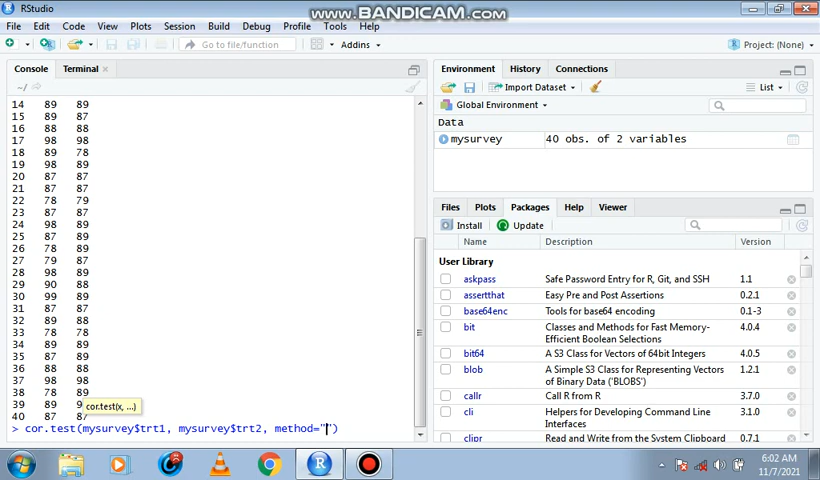 RStudio
WWW.BANDICAM.COM
File Edit Code View Plots Session Build Debug Profile Tools Help
Go to file/function Addins Project: (None)
Console Terminal
Environment History Connections
~/
Import Dataset List
Global Environment
Data
mysurvey 40 obs. of 2 variables
14 89 89
15 89 87
16 88 88
17 98 98
18 89 78
19 98 89
20 87 87
21 87 87
22 78 79
23 87 87
24 98 89
25 87 89
26 78 89
27 79 87
28 98 89
29 90 88
30 99 89
31 87 87
32 89 88
33 78 78
34 89 89
35 87 89
36 88 88
37 98 98
38 78 89
39 89 9
40 87 87
cor.test(x, ...)
> cor.test(mysurvey$trt1, mysurvey$trt2, method="")
Files Plots Packages Help Viewer
Install Update
Name Description Version
User Library
askpass Safe Password Entry for R, Git, and SSH 1.1
assertthat Easy Pre and Post Assertions 0.2.1
base64enc Tools for base64 encoding 0.1-3
bit Classes and Methods for Fast Memory-Efficient Boolean Selections 4.0.4
bit64 A S3 Class for Vectors of 64bit Integers 4.0.5
blob A Simple S3 Class for Representing Vectors of Binary Data ('BLOBS') 1.2.1
callr Call R from R 3.7.0
cli Helpers for Developing Command Line Interfaces 3.1.0
clipr Read and Write from the System Clipboard 0.7.1
6:02 AM
11/7/2021